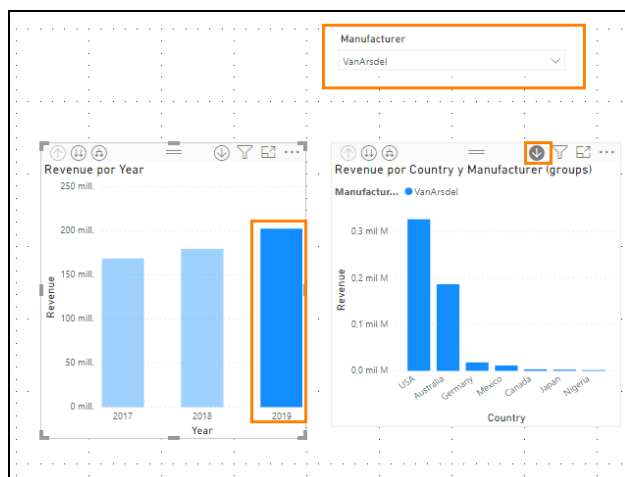 Manufacturer
VanArsdel
Revenue por Year
250 mill.
200 mill.
150 mill.
100 mill.
50 mill.
0 mill.
Revenue
2017 2018 2019
Year
Revenue por Country y Manufacturer (groups)
Manufactur... VanArsdel
0,3 mil M
0,2 mil M
0,1 mil M
0,0 mil M
Revenue
USA Australia Germany Mexico Canada Japan Nigeria
Country